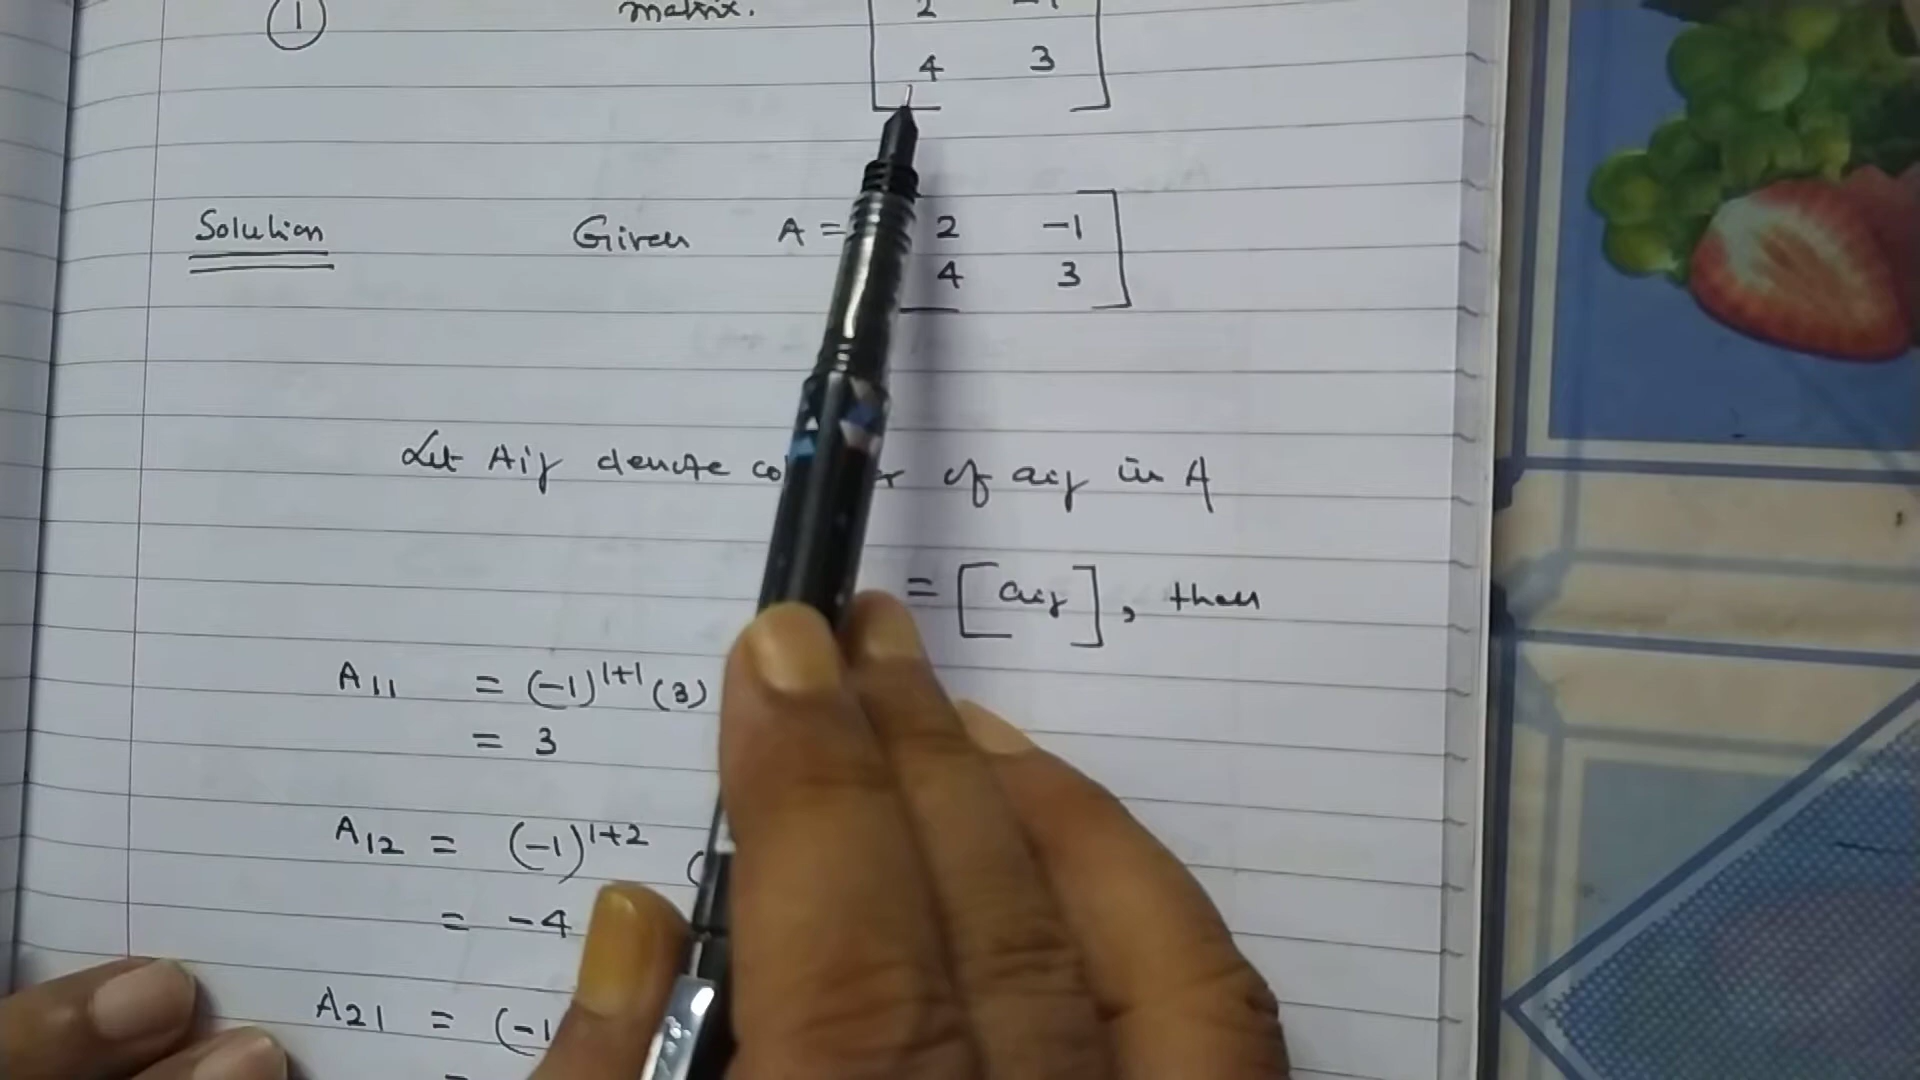 1 matrix. 2 -1
4 3
Solution Given A = 2 -1
4 3
Let Aij denote of aij in A
= [aij], then
A11 = (-1)^1+1 (3)
= 3
A12 = (-1)^1+2 (
= -4
A21 = (-1
=